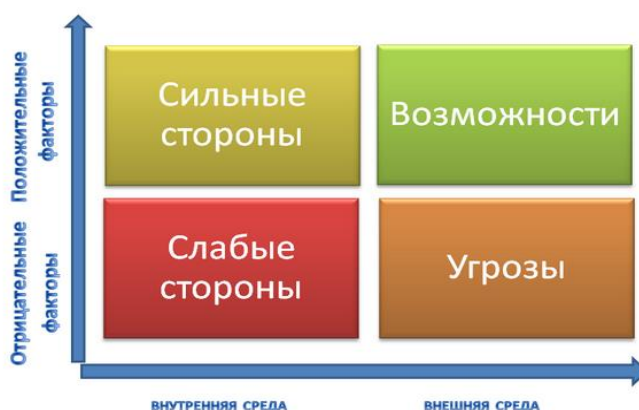 Положительные
факторы
Сильные
стороны
Возможности
Отрицательные
факторы
Слабые
стороны
Угрозы
ВНУТРЕННЯЯ СРЕДА
ВНЕШНЯЯ СРЕДА